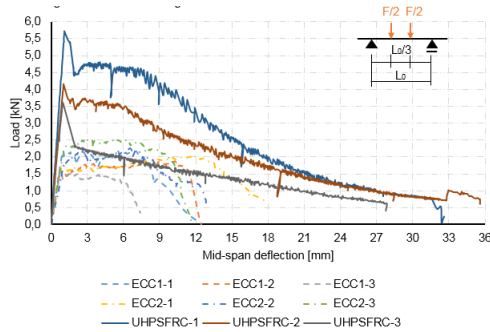 F/2 F/2
L₀/3
L₀
6,0
5,5
5,0
4,5
4,0
3,5
3,0
2,5
2,0
1,5
1,0
0,5
0,0
Load [kN]
0 3 6 9 12 15 18 21 24 27 30 33 36
Mid-span deflection [mm]
ECC1-1 ECC1-2 ECC1-3
ECC2-1 ECC2-2 ECC2-3
UHPSFRC-1 UHPSFRC-2 UHPSFRC-3